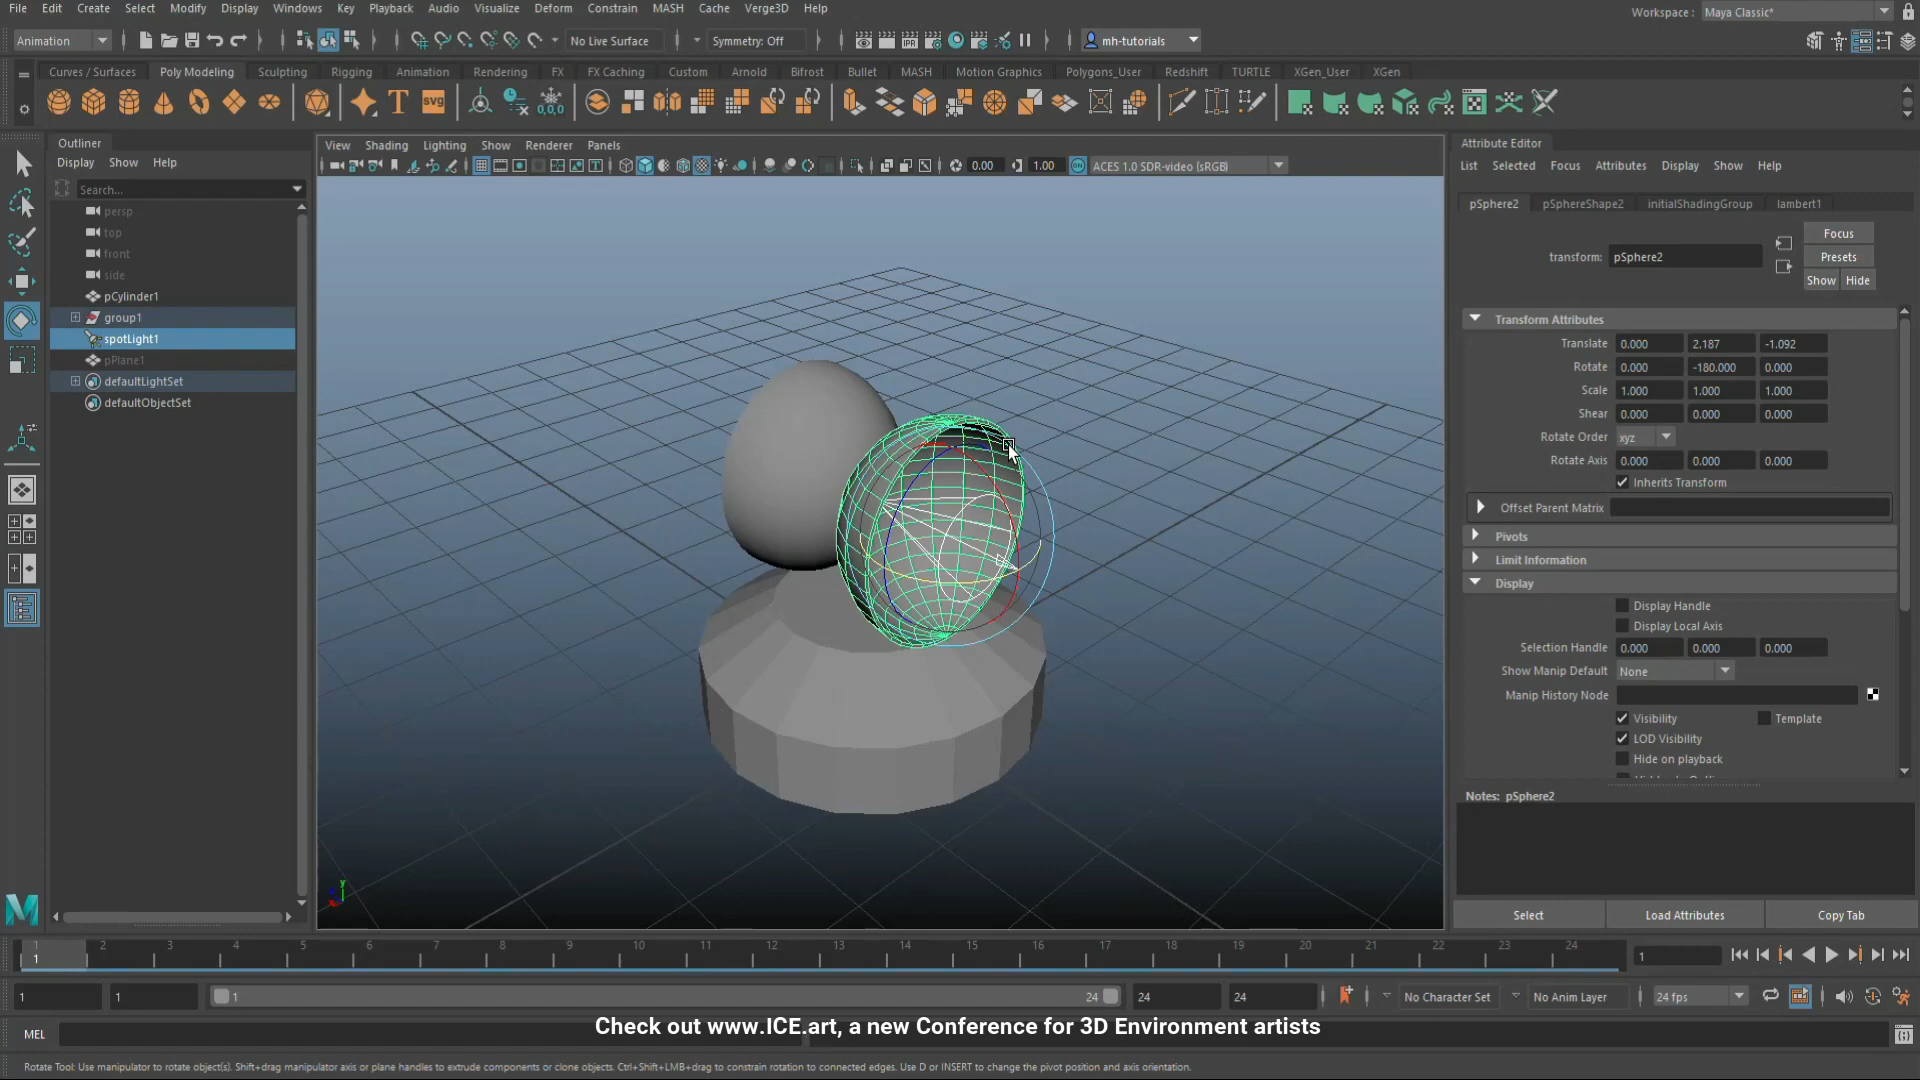 File Edit Create Select Modify Display Windows Key Playback Audio Visualize Deform Constrain MASH Cache Verge3D Help
Workspace : Maya Classic*
Animation No Live Surface Symmetry: Off mh-tutorials
Curves / Surfaces Poly Modeling Sculpting Rigging Animation Rendering FX FX Caching Custom Arnold Bifrost Bullet MASH Motion Graphics Polygons_User Redshift TURTLE XGen_User XGen
IPR
T SVG 0,0,0
Outliner
Display Show Help
Search...
persp
top
front
side
pCylinder1
group1
spotLight1
pPlane1
defaultLightSet
defaultObjectSet
View Shading Lighting Show Renderer Panels
0.00 1.00 ACES 1.0 SDR-video (sRGB)
y
Attribute Editor
List Selected Focus Attributes Display Show Help
pSphere2 pSphereShape2 initialShadingGroup lambert1
transform: pSphere2
Focus
Presets
Show Hide
Transform Attributes
Translate 0.000 2.187 -1.092
Rotate 0.000 -180.000 0.000
Scale 1.000 1.000 1.000
Shear 0.000 0.000 0.000
Rotate Order xyz
Rotate Axis 0.000 0.000 0.000
Inherits Transform
Offset Parent Matrix
Pivots
Limit Information
Display
Display Handle
Display Local Axis
Selection Handle 0.000 0.000 0.000
Show Manip Default None
Manip History Node
Visibility Template
LOD Visibility
Hide on playback
Notes: pSphere2
Select Load Attributes Copy Tab
1 2 3 4 5 6 7 8 9 10 11 12 13 14 15 16 17 18 19 20 21 22 23 24
1 1
1 1 1 24 24 24 No Character Set No Anim Layer 24 fps
MEL
Check out www.ICE.art, a new Conference for 3D Environment artists
Rotate Tool: Use manipulator to rotate object(s). Shift+drag manipulator axis or plane handles to extrude components or clone objects. Ctrl+Shift+LMB+drag to constrain rotation to connected edges. Use D or INSERT to change the pivot position and axis orientation.